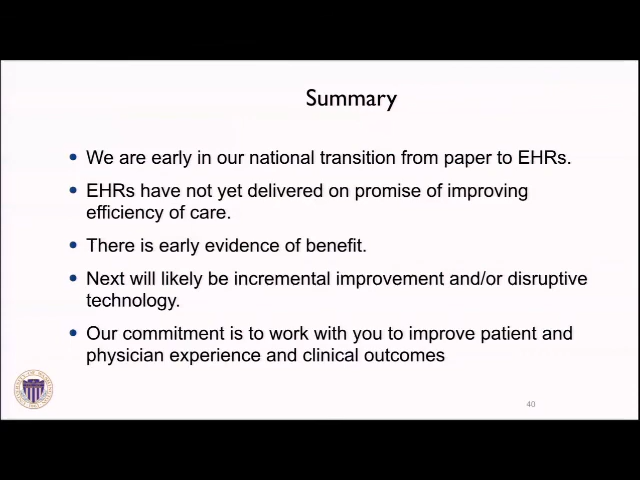 Summary
We are early in our national transition from paper to EHRs.
EHRs have not yet delivered on promise of improving
efficiency of care.
There is early evidence of benefit.
Next will likely be incremental improvement and/or disruptive
technology.
Our commitment is to work with you to improve patient and
physician experience and clinical outcomes
40